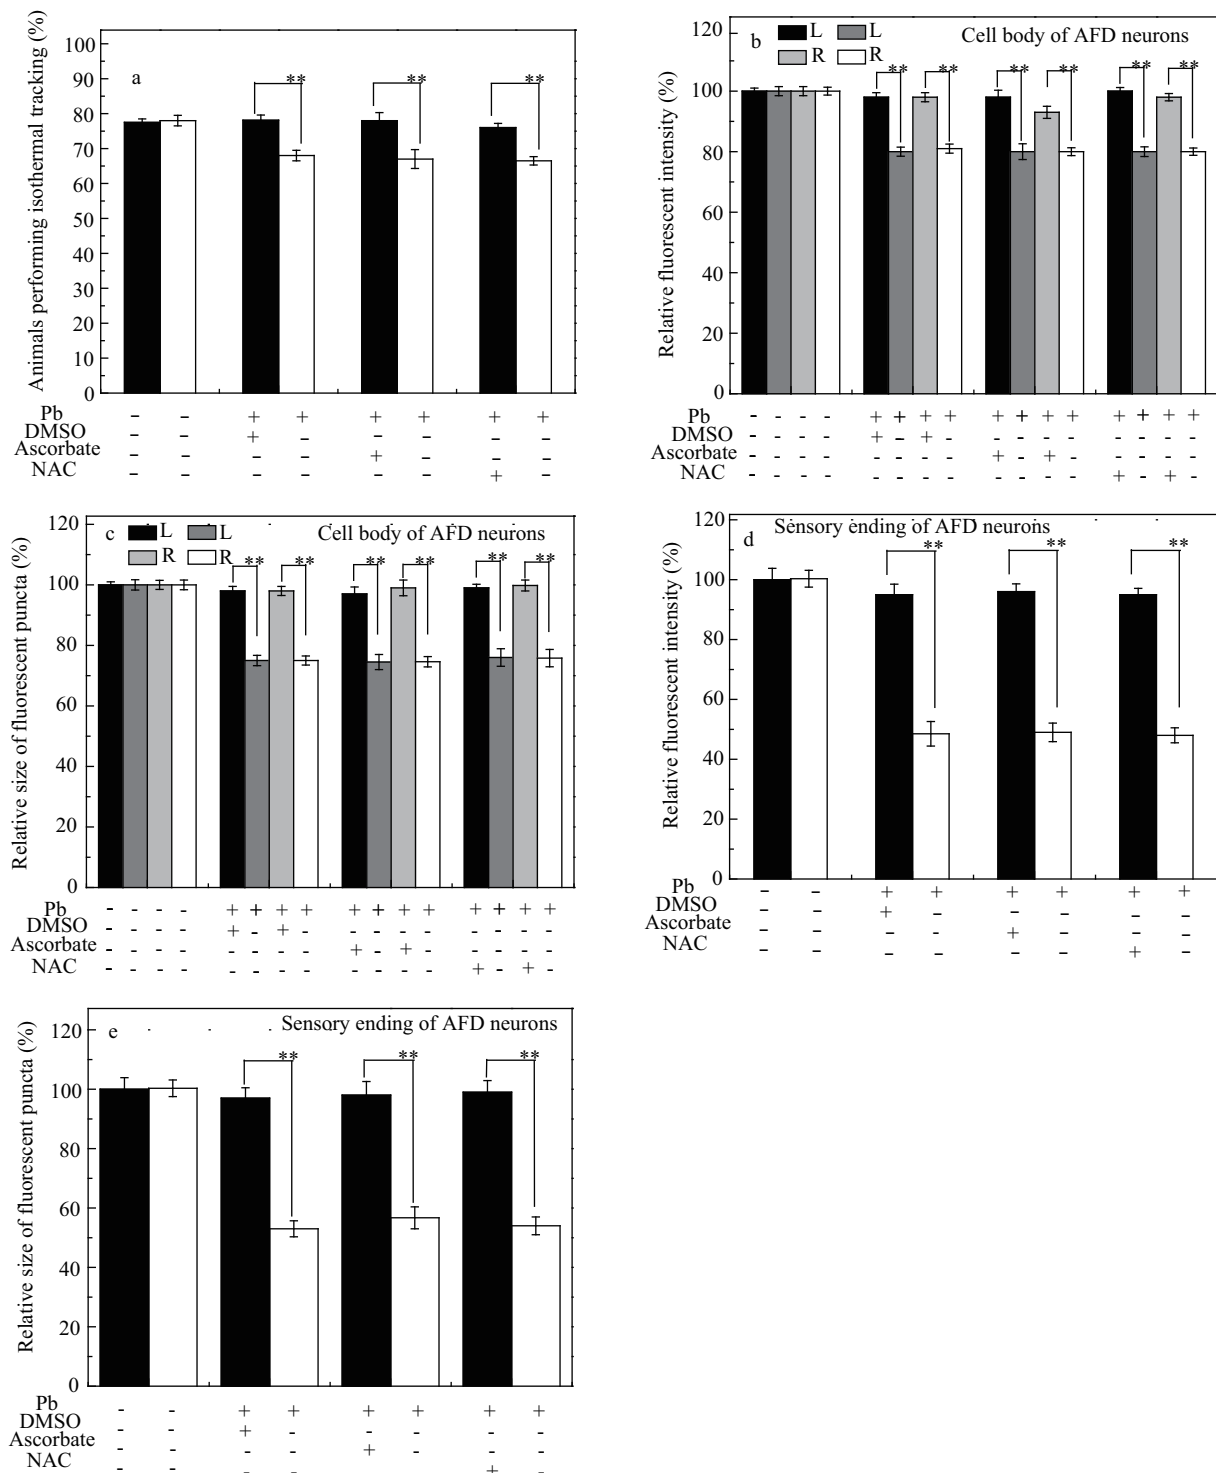 a
Animals performing isothermal tracking (%)
100
90
80
70
60
50
40
30
20
10
0
** ** **
Pb - - + + + + + +
DMSO - - + - - - - -
Ascorbate - - - - + - - -
NAC - - - - - - + -
b
L L
R R
Cell body of AFD neurons
Relative fluorescent intensity (%)
120
100
80
60
40
20
0
** ** ** ** ** **
Pb - - - - + + + + + + + + + + + +
DMSO - - - - + - + - - - - - - - - -
Ascorbate - - - - - - - - + - + - - - - -
NAC - - - - - - - - - - - - + - + -
c
L L
R R
Cell body of AFD neurons
Relative size of fluorescent puncta (%)
120
100
80
60
40
20
0
** ** ** ** ** **
Pb - - - - + + + + + + + + + + + +
DMSO - - - - + - + - - - - - - - - -
Ascorbate - - - - - - - - + - + - - - - -
NAC - - - - - - - - - - - - + - + -
d
Sensory ending of AFD neurons
Relative fluorescent intensity (%)
120
100
80
60
40
20
0
** ** **
Pb - - + + + + + +
DMSO - - + - - - - -
Ascorbate - - - - + - - -
NAC - - - - - - + -
e
Sensory ending of AFD neurons
Relative size of fluorescent puncta (%)
120
100
80
60
40
20
0
** ** **
Pb - - + + + + + +
DMSO - - + - - - - -
Ascorbate - - - - + - - -
NAC - - - - - - + -